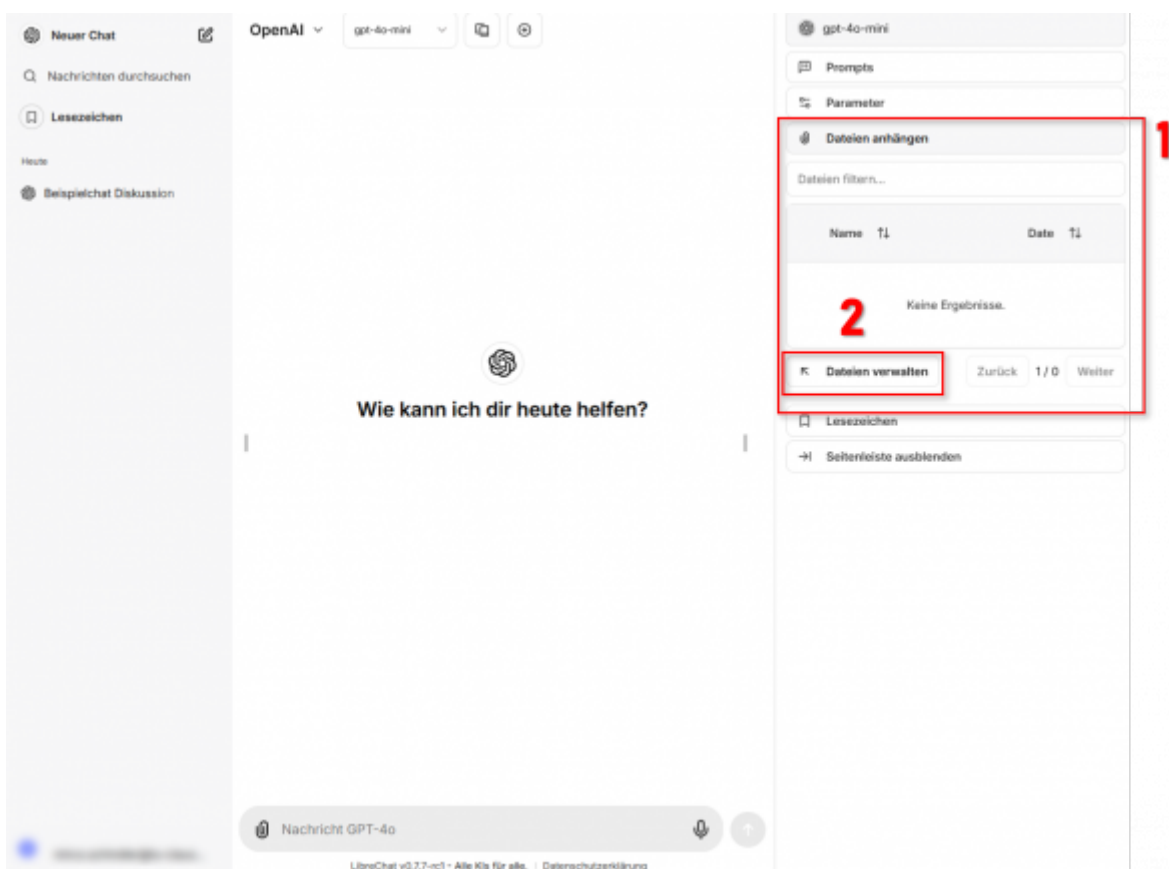 Neuer Chat
Nachrichten durchsuchen
Lesezeichen
Heute
Beispielchat Diskussion
OpenAI gpt-4o-mini
Wie kann ich dir heute helfen?
Nachricht GPT-4o
LibreChat v0.7.7-rc1 - Alle KIs für alle. | Datenschutzerklärung
gpt-4o-mini
Prompts
Parameter
1
Dateien anhängen
Dateien filtern...
Name Date
Keine Ergebnisse.
2
Dateien verwalten Zurück 1/0 Weiter
Lesezeichen
Seitenleiste ausblenden